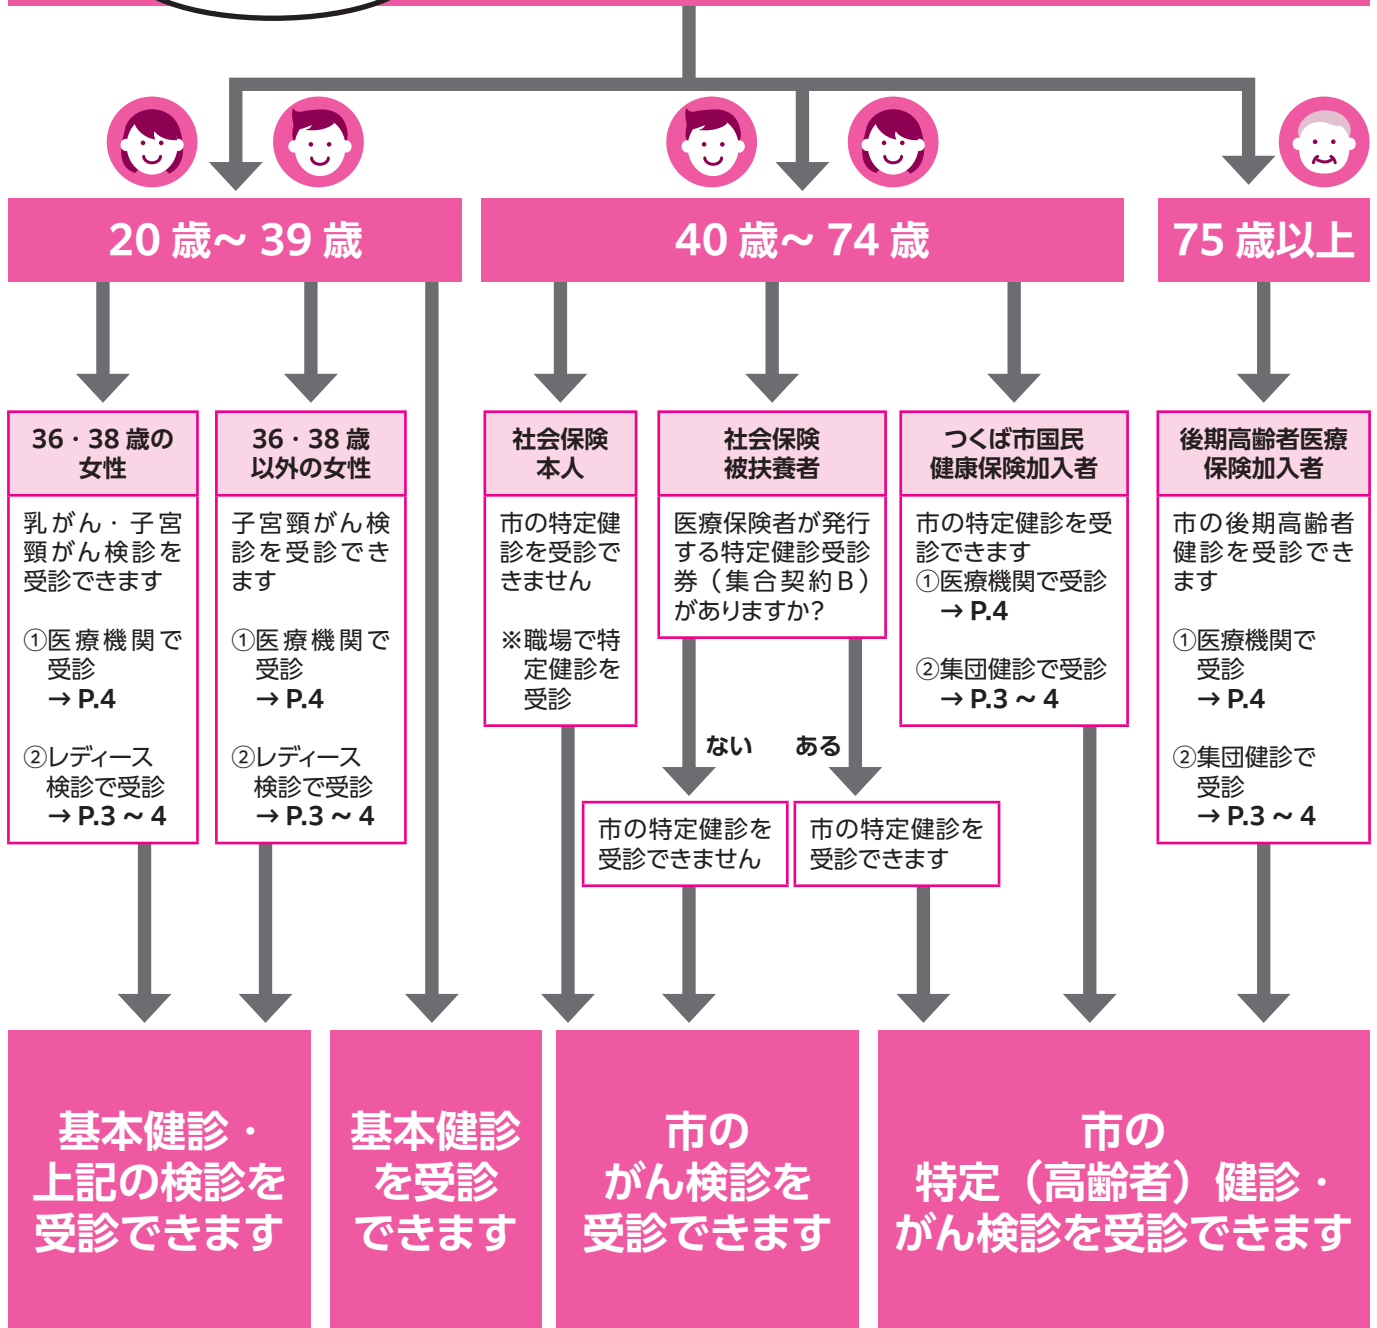 20 歳～ 39 歳
40 歳～ 74 歳
75 歳以上
36・38 歳の
女性
乳がん・子宮
頸がん検診を
受診できます
①医療機関で
受診
→ P.4
②レディース
検診で受診
→ P.3 ～ 4
36・38 歳
以外の女性
子宮頸がん検
診を受診でき
ます
①医療機関で
受診
→ P.4
②レディース
検診で受診
→ P.3 ～ 4
社会保険
本人
市の特定健
診を受診で
きません
※職場で特
定健診を
受診
社会保険
被扶養者
医療保険者が発行
する特定健診受診
券（集合契約Ｂ）
がありますか?
ない
ある
市の特定健診を
受診できません
市の特定健診を
受診できます
つくば市国民
健康保険加入者
市の特定健診を受
診できます
①医療機関で受診
→ P.4
②集団健診で受診
→ P.3 ～ 4
後期高齢者医療
保険加入者
市の後期高齢者
健診を受診でき
ます
①医療機関で
受診
→ P.4
②集団健診で
受診
→ P.3 ～ 4
基本健診・
上記の検診を
受診できます
基本健診
を受診
できます
市の
がん検診を
受診できます
市の
特定（高齢者）健診・
がん検診を受診できます